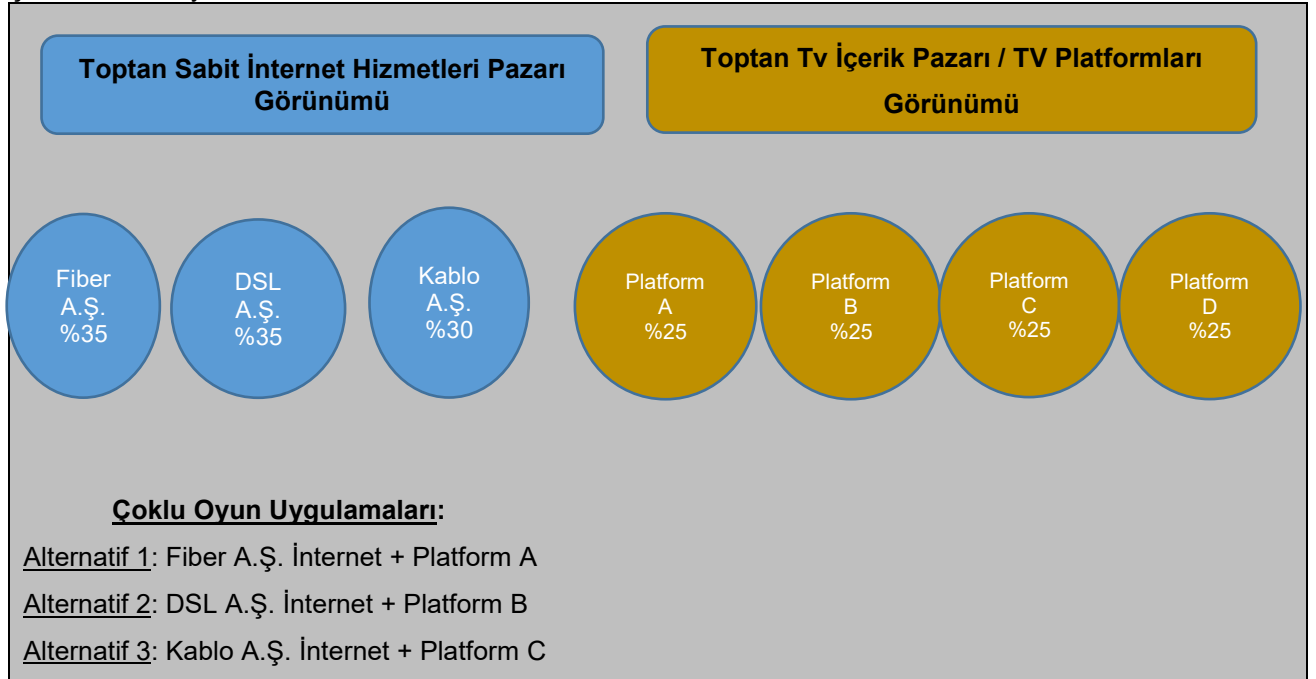 Toptan Sabit İnternet Hizmetleri Pazarı
Görünümü
Toptan Tv İçerik Pazarı / TV Platformları
Görünümü
Fiber
A.Ş.
%35
DSL
A.Ş.
%35
Kablo
A.Ş.
%30
Platform
A
%25
Platform
B
%25
Platform
C
%25
Platform
D
%25
Çoklu Oyun Uygulamaları:
Alternatif 1: Fiber A.Ş. İnternet + Platform A
Alternatif 2: DSL A.Ş. İnternet + Platform B
Alternatif 3: Kablo A.Ş. İnternet + Platform C